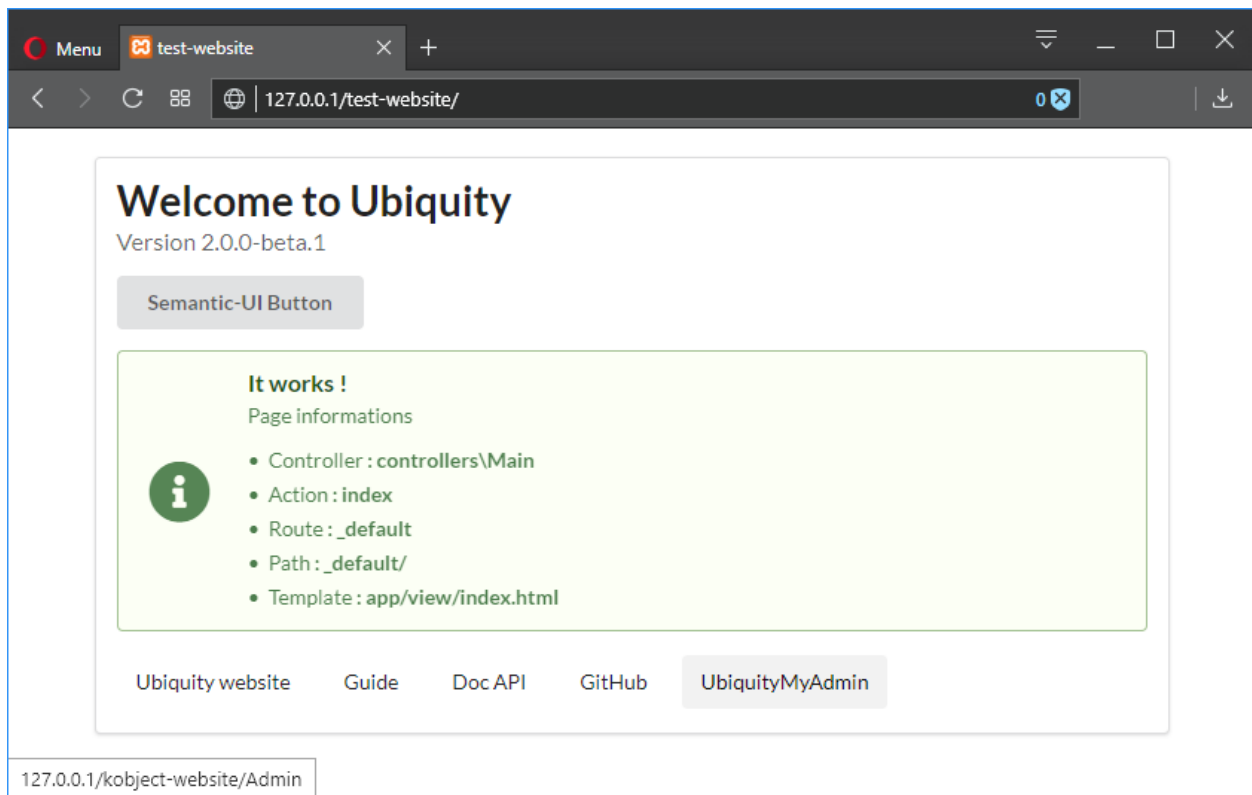 Menu
test-website
127.0.0.1/test-website/
0
Welcome to Ubiquity
Version 2.0.0-beta.1
Semantic-UI Button
It works !
Page informations
• Controller : controllers\Main
• Action : index
• Route : _default
• Path : _default/
• Template : app/view/index.html
Ubiquity website Guide Doc API GitHub UbiquityMyAdmin
127.0.0.1/kobject-website/Admin